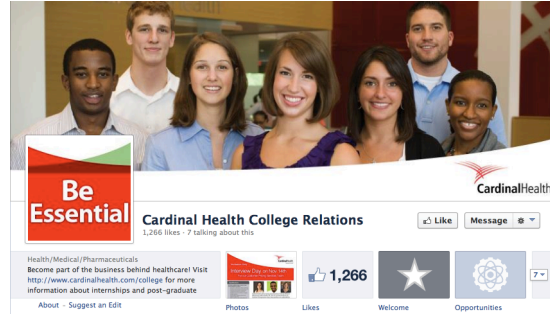 CardinalHealth
Be
Essential
Cardinal Health College Relations
1,266 likes · 7 talking about this
Like
Message
Health/Medical/Pharmaceuticals
Become part of the business behind healthcare! Visit
http://www.cardinalhealth.com/college for more
information about internships and post-graduate
About - Suggest an Edit
Interview Day
Photos
1,266
Likes
Welcome
Opportunities
7